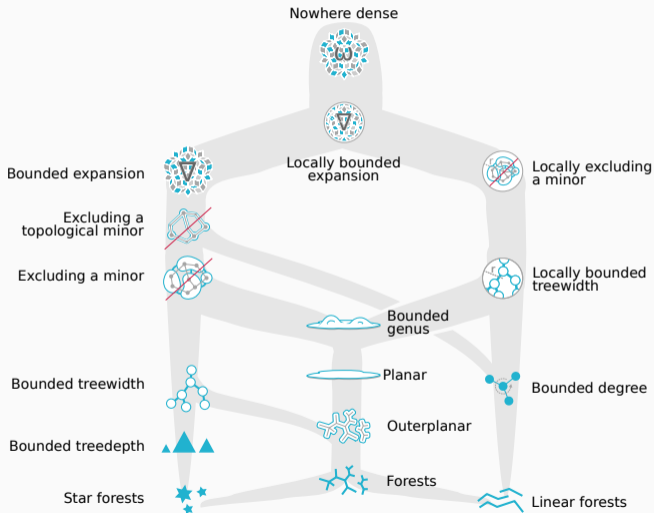 Nowhere dense
ω
Locally bounded
expansion
Bounded expansion
Locally excluding
a minor
Excluding a
topological minor
Excluding a minor
Locally bounded
treewidth
r
Bounded
genus
Bounded treewidth
Planar
Bounded degree
Outerplanar
Bounded treedepth
Forests
Star forests
Linear forests